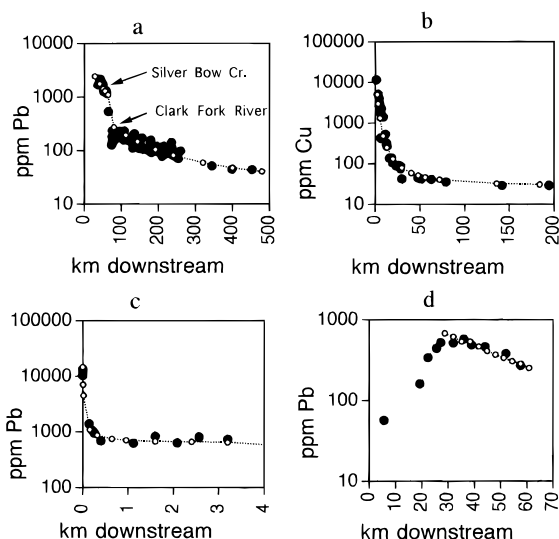 a
10000
1000
100
10
ppm Pb
Silver Bow Cr.
Clark Fork River
0
100
200
300
400
500
km downstream
b
100000
10000
1000
100
10
ppm Cu
0
50
100
150
200
km downstream
c
100000
10000
1000
100
ppm Pb
0
1
2
3
4
km downstream
d
1000
100
10
ppm Pb
0
10
20
30
40
50
60
70
km downstream